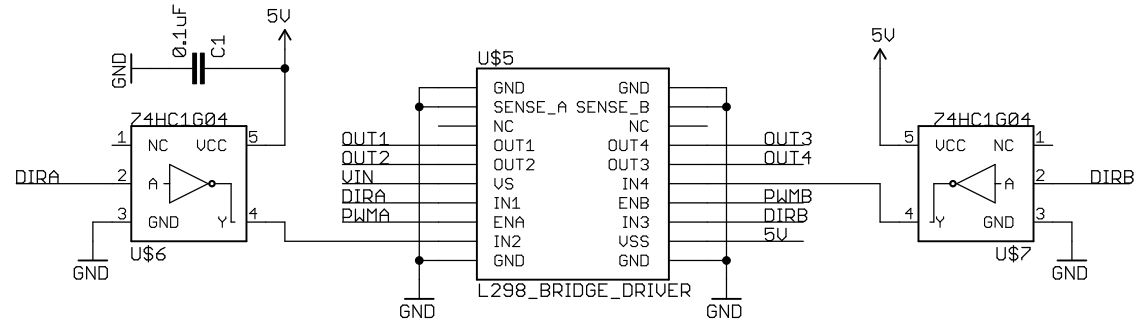 5V
0.1uF
C1
GND
74HC1G04
1 NC VCC 5
DIRA 2 A
3 GND Y 4
U$6
GND
U$5
GND GND
SENSE_A SENSE_B
NC NC
OUT1 OUT1 OUT4 OUT3
OUT2 OUT2 OUT3 OUT4
VIN VS IN4
DIRA IN1 ENB PWMB
PWMA ENA IN3 DIRB
IN2 VSS 5V
GND GND
L298_BRIDGE_DRIVER
GND GND
5V
74HC1G04
5 VCC NC 1
A 2 DIRB
4 Y GND 3
U$7
GND